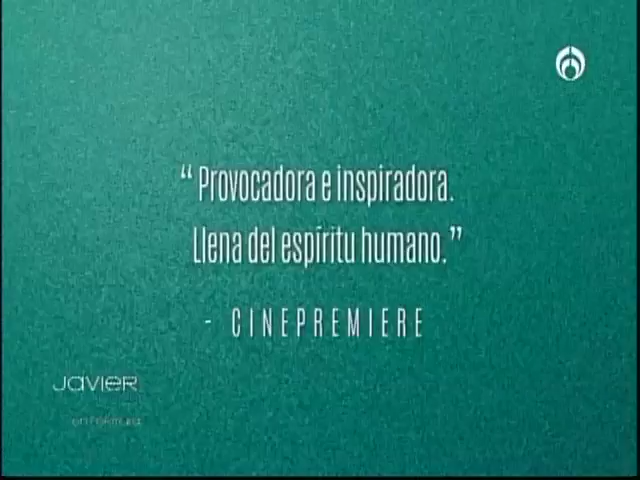 “ Provocadora e inspiradora.
Llena del espíritu humano.”
- CINEPREMIERE
JAVIER